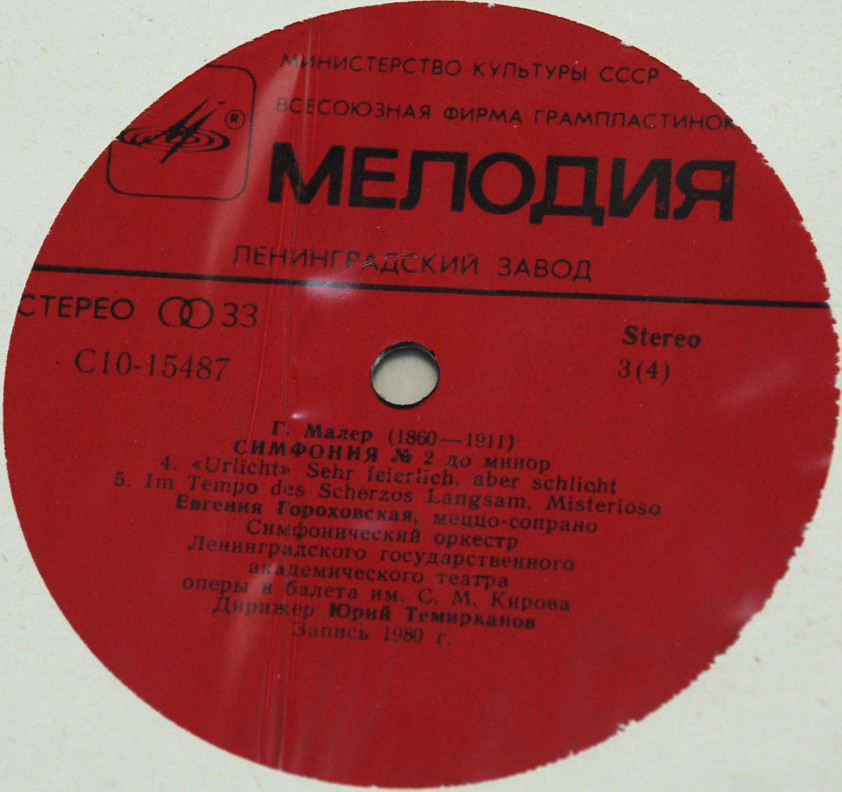 МИНИСТЕРСТВО КУЛЬТУРЫ СССР
ВСЕСОЮЗНАЯ ФИРМА ГРАМПЛАСТИНОК
®
МЕЛОДИЯ
ЛЕНИНГРАДСКИЙ ЗАВОД
СТЕРЕО 33
Stereo
С10-15487
3(4)
Г. Малер (1860—1911)
СИМФОНИЯ № 2 до минор
4. «Urlicht» Sehr feierlich, aber schlicht
5. Im Tempo des Scherzos Langsam. Misterioso
Евгения Гороховская, меццо-сопрано
Симфонический оркестр
Ленинградского государственного
академического театра
оперы и балета им. С. М. Кирова
Дирижер Юрий Темирканов
Запись 1980 г.